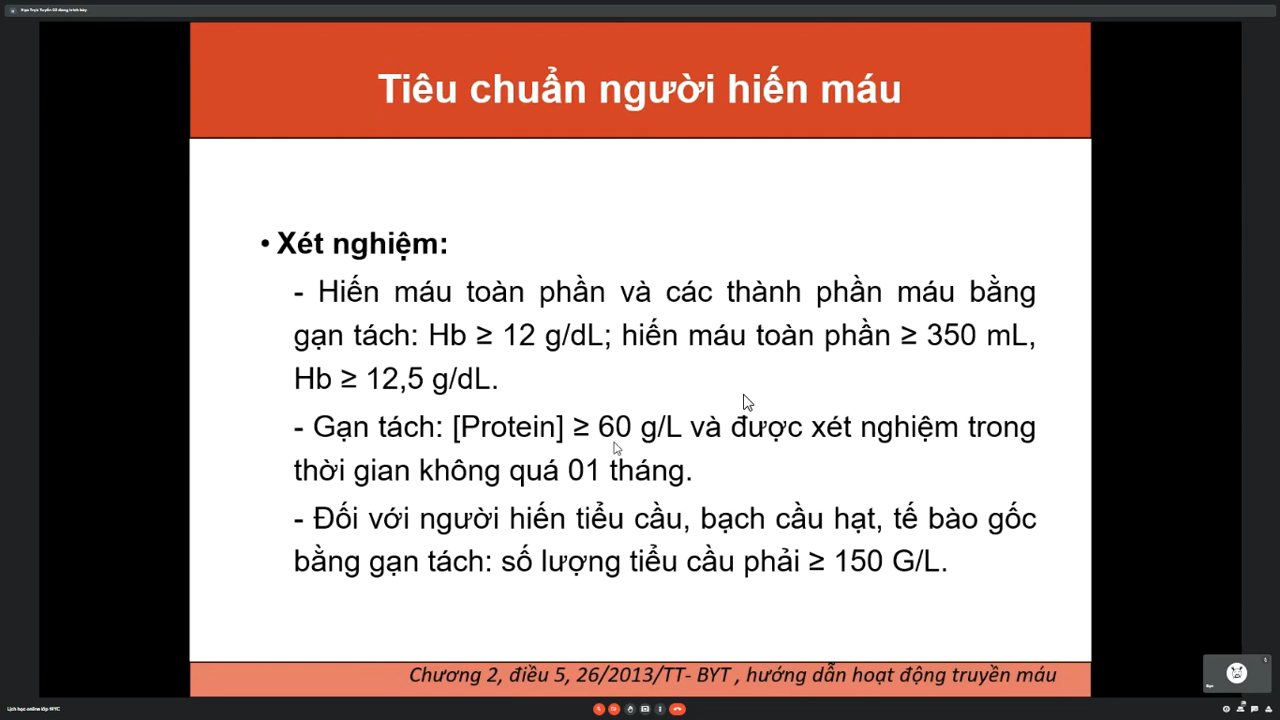 Tiêu chuẩn người hiến máu
• Xét nghiệm:
- Hiến máu toàn phần và các thành phần máu bằng
gạn tách: Hb ≥ 12 g/dL; hiến máu toàn phần ≥ 350 mL,
Hb ≥ 12,5 g/dL.
- Gạn tách: [Protein] ≥ 60 g/L và được xét nghiệm trong
thời gian không quá 01 tháng.
- Đối với người hiến tiểu cầu, bạch cầu hạt, tế bào gốc
bằng gạn tách: số lượng tiểu cầu phải ≥ 150 G/L.
Chương 2, điều 5, 26/2013/TT- BYT , hướng dẫn hoạt động truyền máu
Bạn